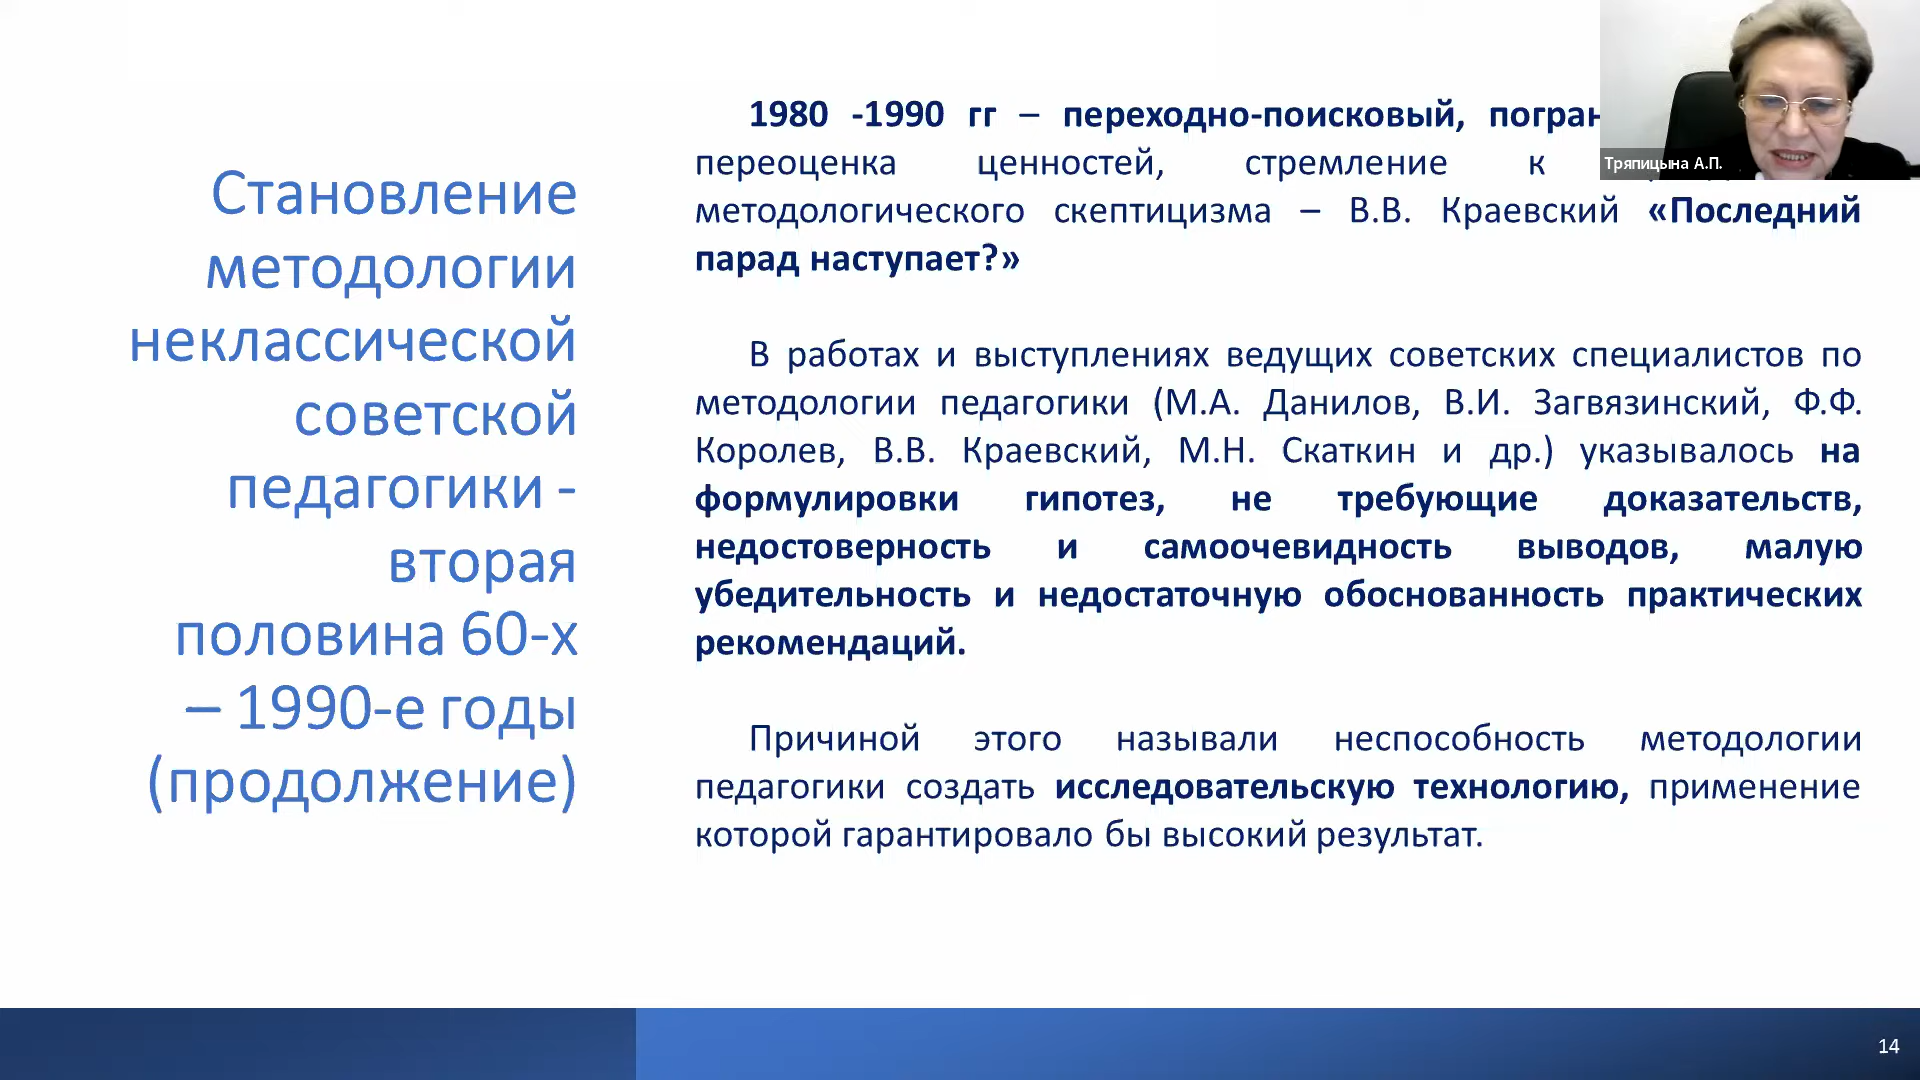 Становление
методологии
неклассической
советской
педагогики -
вторая
половина 60-х
– 1990-е годы
(продолжение)
1980 -1990 гг – переходно-поисковый,
переоценка ценностей, стремление к
методологического скептицизма – В.В. Краевский «Последний
парад наступает?»
В работах и выступлениях ведущих советских специалистов по
методологии педагогики (М.А. Данилов, В.И. Загвязинский, Ф.Ф.
Королев, В.В. Краевский, М.Н. Скаткин и др.) указывалось на
формулировки гипотез, не требующие доказательств,
недостоверность и самоочевидность выводов, малую
убедительность и недостаточную обоснованность практических
рекомендаций.
Причиной этого называли неспособность методологии
педагогики создать исследовательскую технологию, применение
которой гарантировало бы высокий результат.
Тряпицына А.П.
14